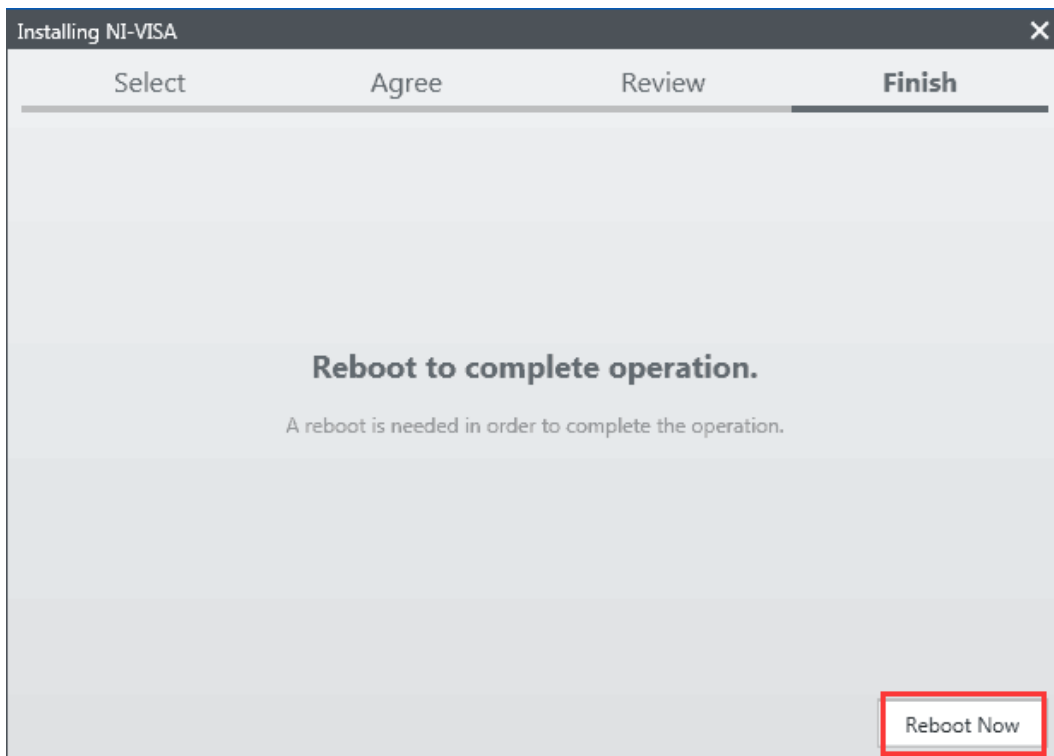 Installing NI-VISA
Select Agree Review Finish
Reboot to complete operation.
A reboot is needed in order to complete the operation.
Reboot Now